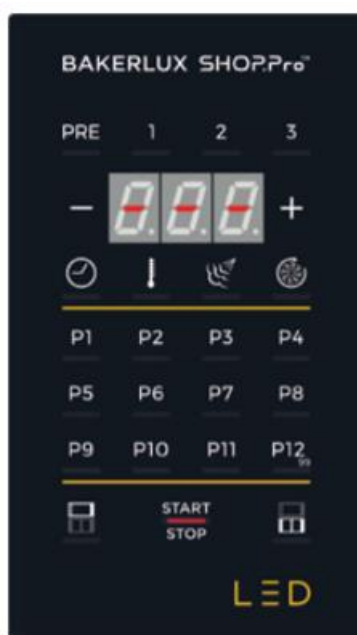 BAKERLUX SHOP.Pro™
PRE 1 2 3
- --- +
P1 P2 P3 P4
P5 P6 P7 P8
P9 P10 P11 P12
99
START
STOP
LED